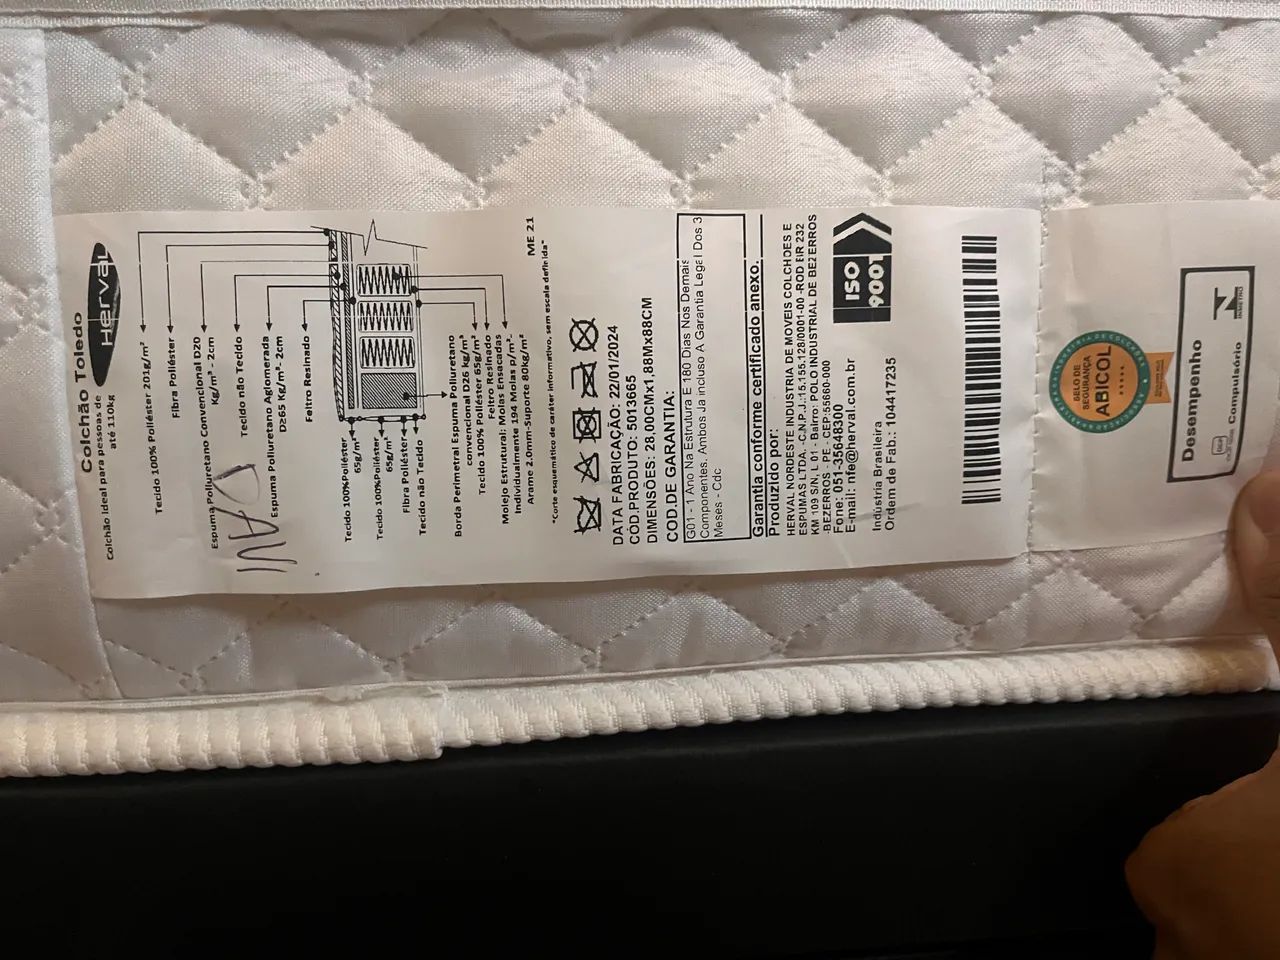 Colchão Toledo
Colchão ideal para pessoas de
até 110kg
Herval
Tecido 100% Poliéster 201g/m²
Fibra Poliéster
Espuma Poliuretano Convencional D20
Kg/m³ - 2cm
Tecido não Tecido
Espuma Poliuretano Aglomerada
D≥65 Kg/m³- 2cm
Feltro Resinado
Tecido 100%Poliéster
65g/m²
Tecido 100%Poliéster
65g/m²
Fibra Poliéster
Tecido não Tecido
Borda Perimetral Espuma Poliuretano
convencional D26 kg/m³
Tecido 100% Poliéster 65g/m²
Feltro Resinado
Molejo Estrutural: Molas Ensacadas
Individualmente 194 Molas p/m²-
Arame 2.0mm-Suporte 80kg/m²
ME 21
*Corte esquemático de caráter informativo, sem escala definida*
DATA FABRICAÇÃO: 22/01/2024
CÓD.PRODUTO: 5013665
DIMENSÕES: 28,00CMx1,88Mx88CM
COD.DE GARANTIA:
G01 - 1 Ano Na Estrutura E 180 Dias Nos Demais
Componentes. Ambos Já Incluso A Garantia Legal Dos 3
Meses - Cdc
Garantia conforme certificado anexo.
Produzido por:
HERVAL NORDESTE INDUSTRIA DE MOVEIS COLCHOES E
ESPUMAS LTDA. -C.N.P.J.:15.155.128/0001-00 -ROD BR 232
KM 109 S/N, L 01 - Bairro: POLO INDUSTRIAL DE BEZERROS
-BEZERROS - PE - CEP:55660-000
Fone: 051-35648300
E-mail: nfe@herval.com.br
ISO
9001
Indústria Brasileira
Ordem de Fab.: 104417235
SELO DE
SEGURANÇA
ABICOL
Desempenho
Compulsório
INMETRO